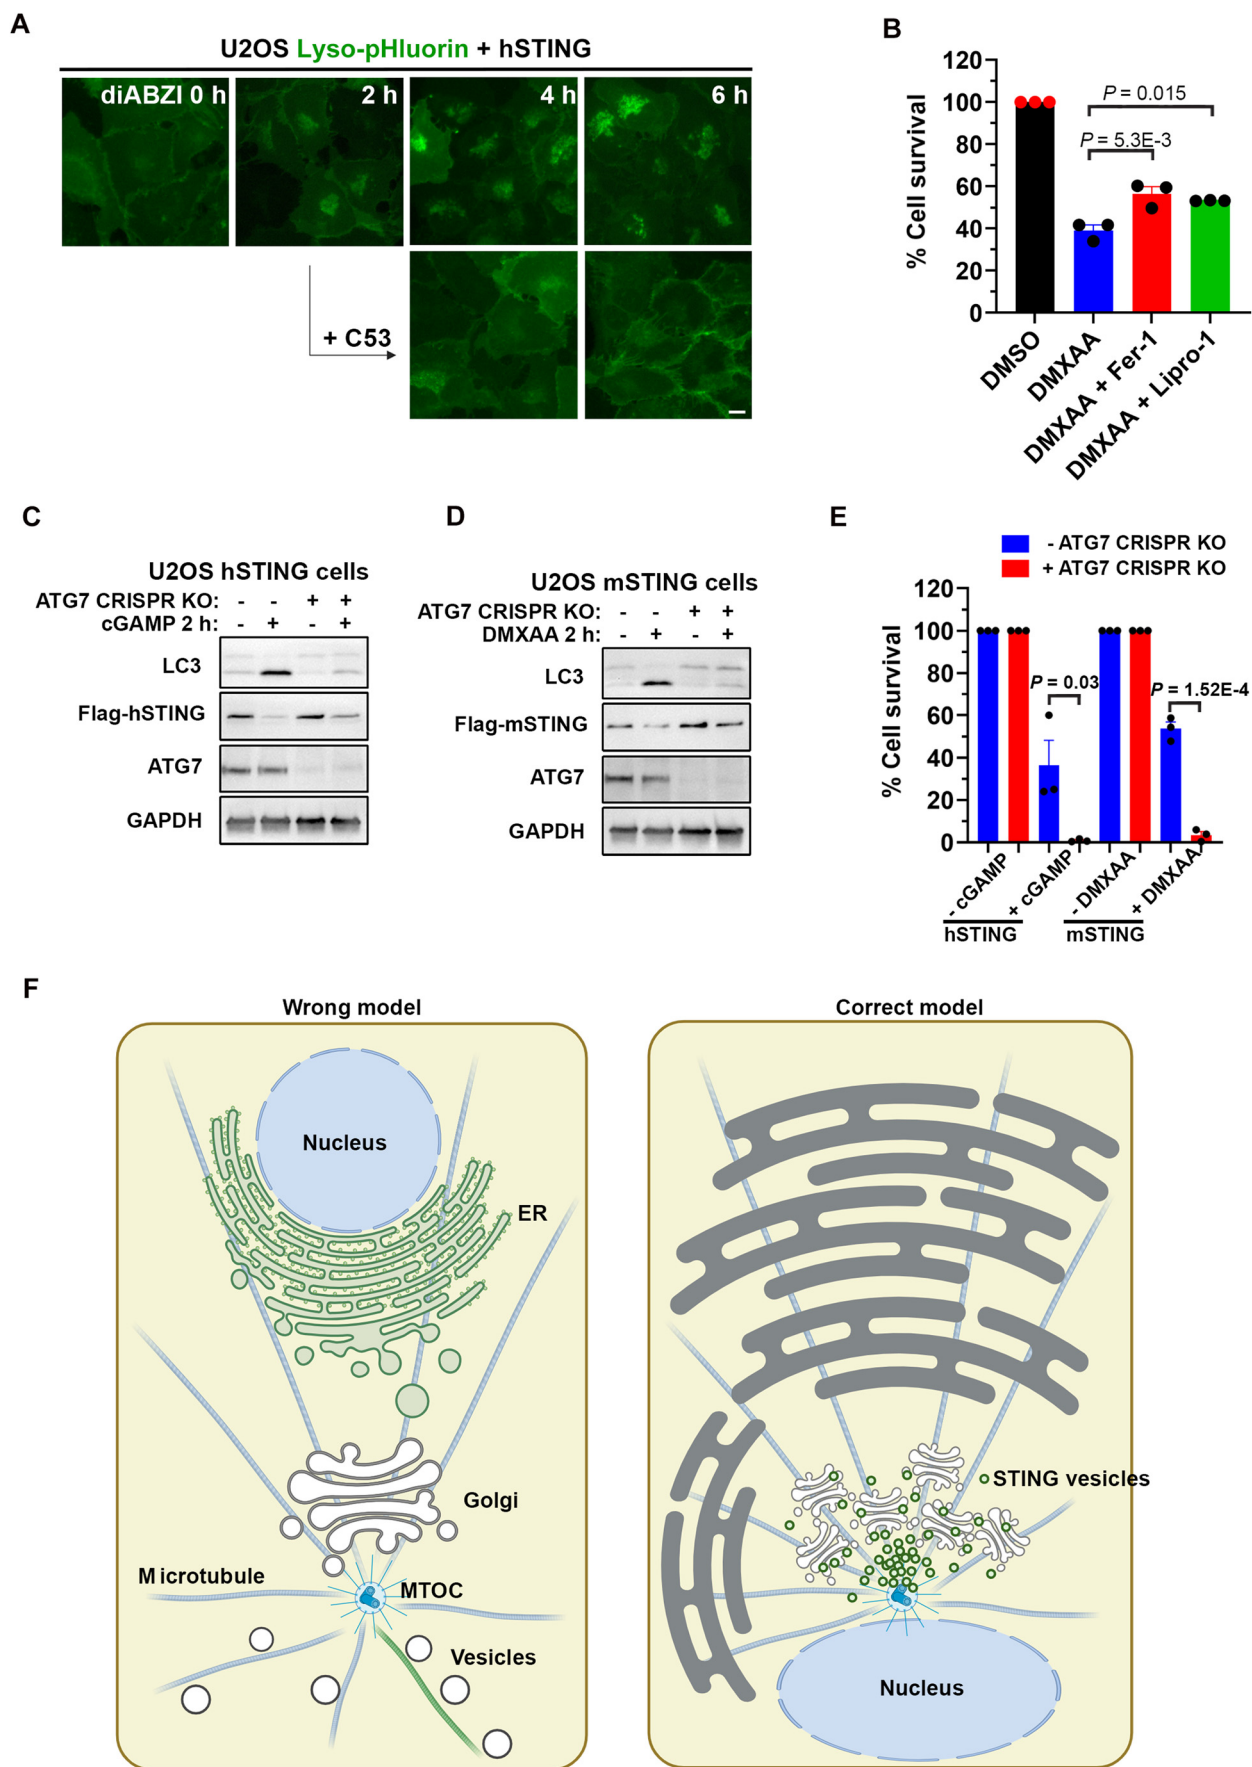 A
U2OS Lyso-pHluorin + hSTING
diABZI 0 h
2 h
4 h
6 h
+ C53
B
% Cell survival
120
100
80
60
40
20
0
P = 0.015
P = 5.3E-3
DMSO
DMXAA
DMXAA + Fer-1
DMXAA + Lipro-1
C
U2OS hSTING cells
ATG7 CRISPR KO: - - + +
cGAMP 2 h: - + - +
LC3
Flag-hSTING
ATG7
GAPDH
D
U2OS mSTING cells
ATG7 CRISPR KO: - - + +
DMXAA 2 h: - + - +
LC3
Flag-mSTING
ATG7
GAPDH
E
- ATG7 CRISPR KO
+ ATG7 CRISPR KO
% Cell survival
120
100
80
60
40
20
0
P = 0.03
P = 1.52E-4
- cGAMP
+ cGAMP
- DMXAA
+ DMXAA
hSTING
mSTING
F
Wrong model
Nucleus
ER
Golgi
Microtubule
MTOC
Vesicles
Correct model
STING vesicles
Nucleus